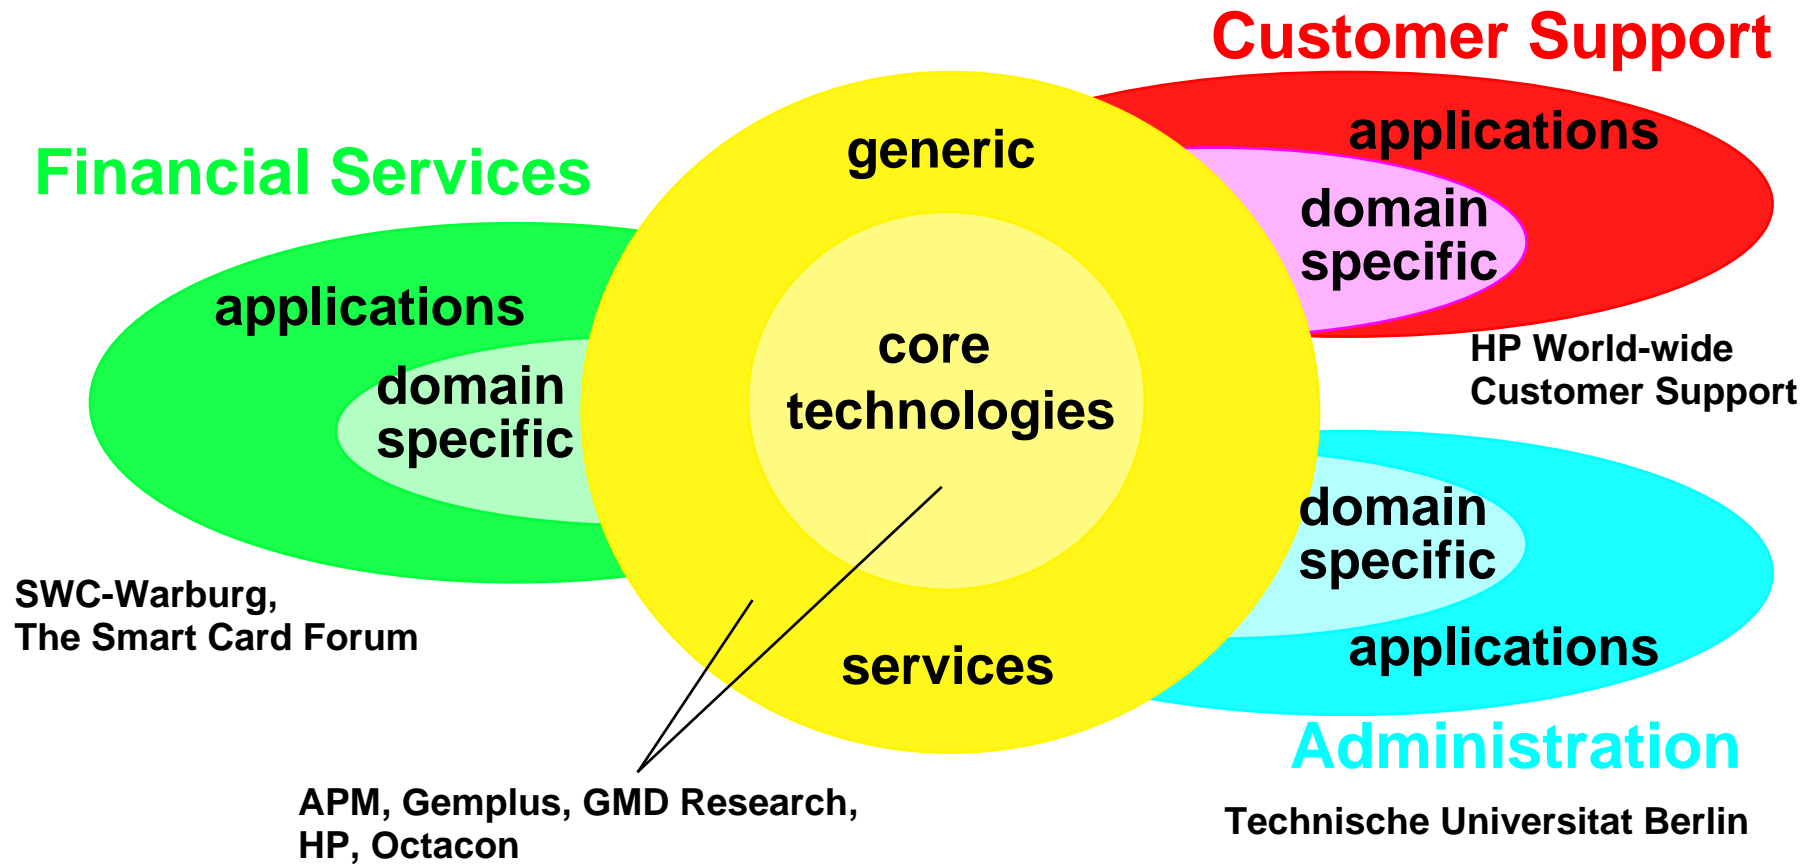 Customer Support
applications
domain
specific
HP World-wide
Customer Support
Financial Services
applications
domain
specific
SWC-Warburg,
The Smart Card Forum
generic
core
technologies
services
APM, Gemplus, GMD Research,
HP, Octacon
domain
specific
applications
Administration
Technische Universitat Berlin